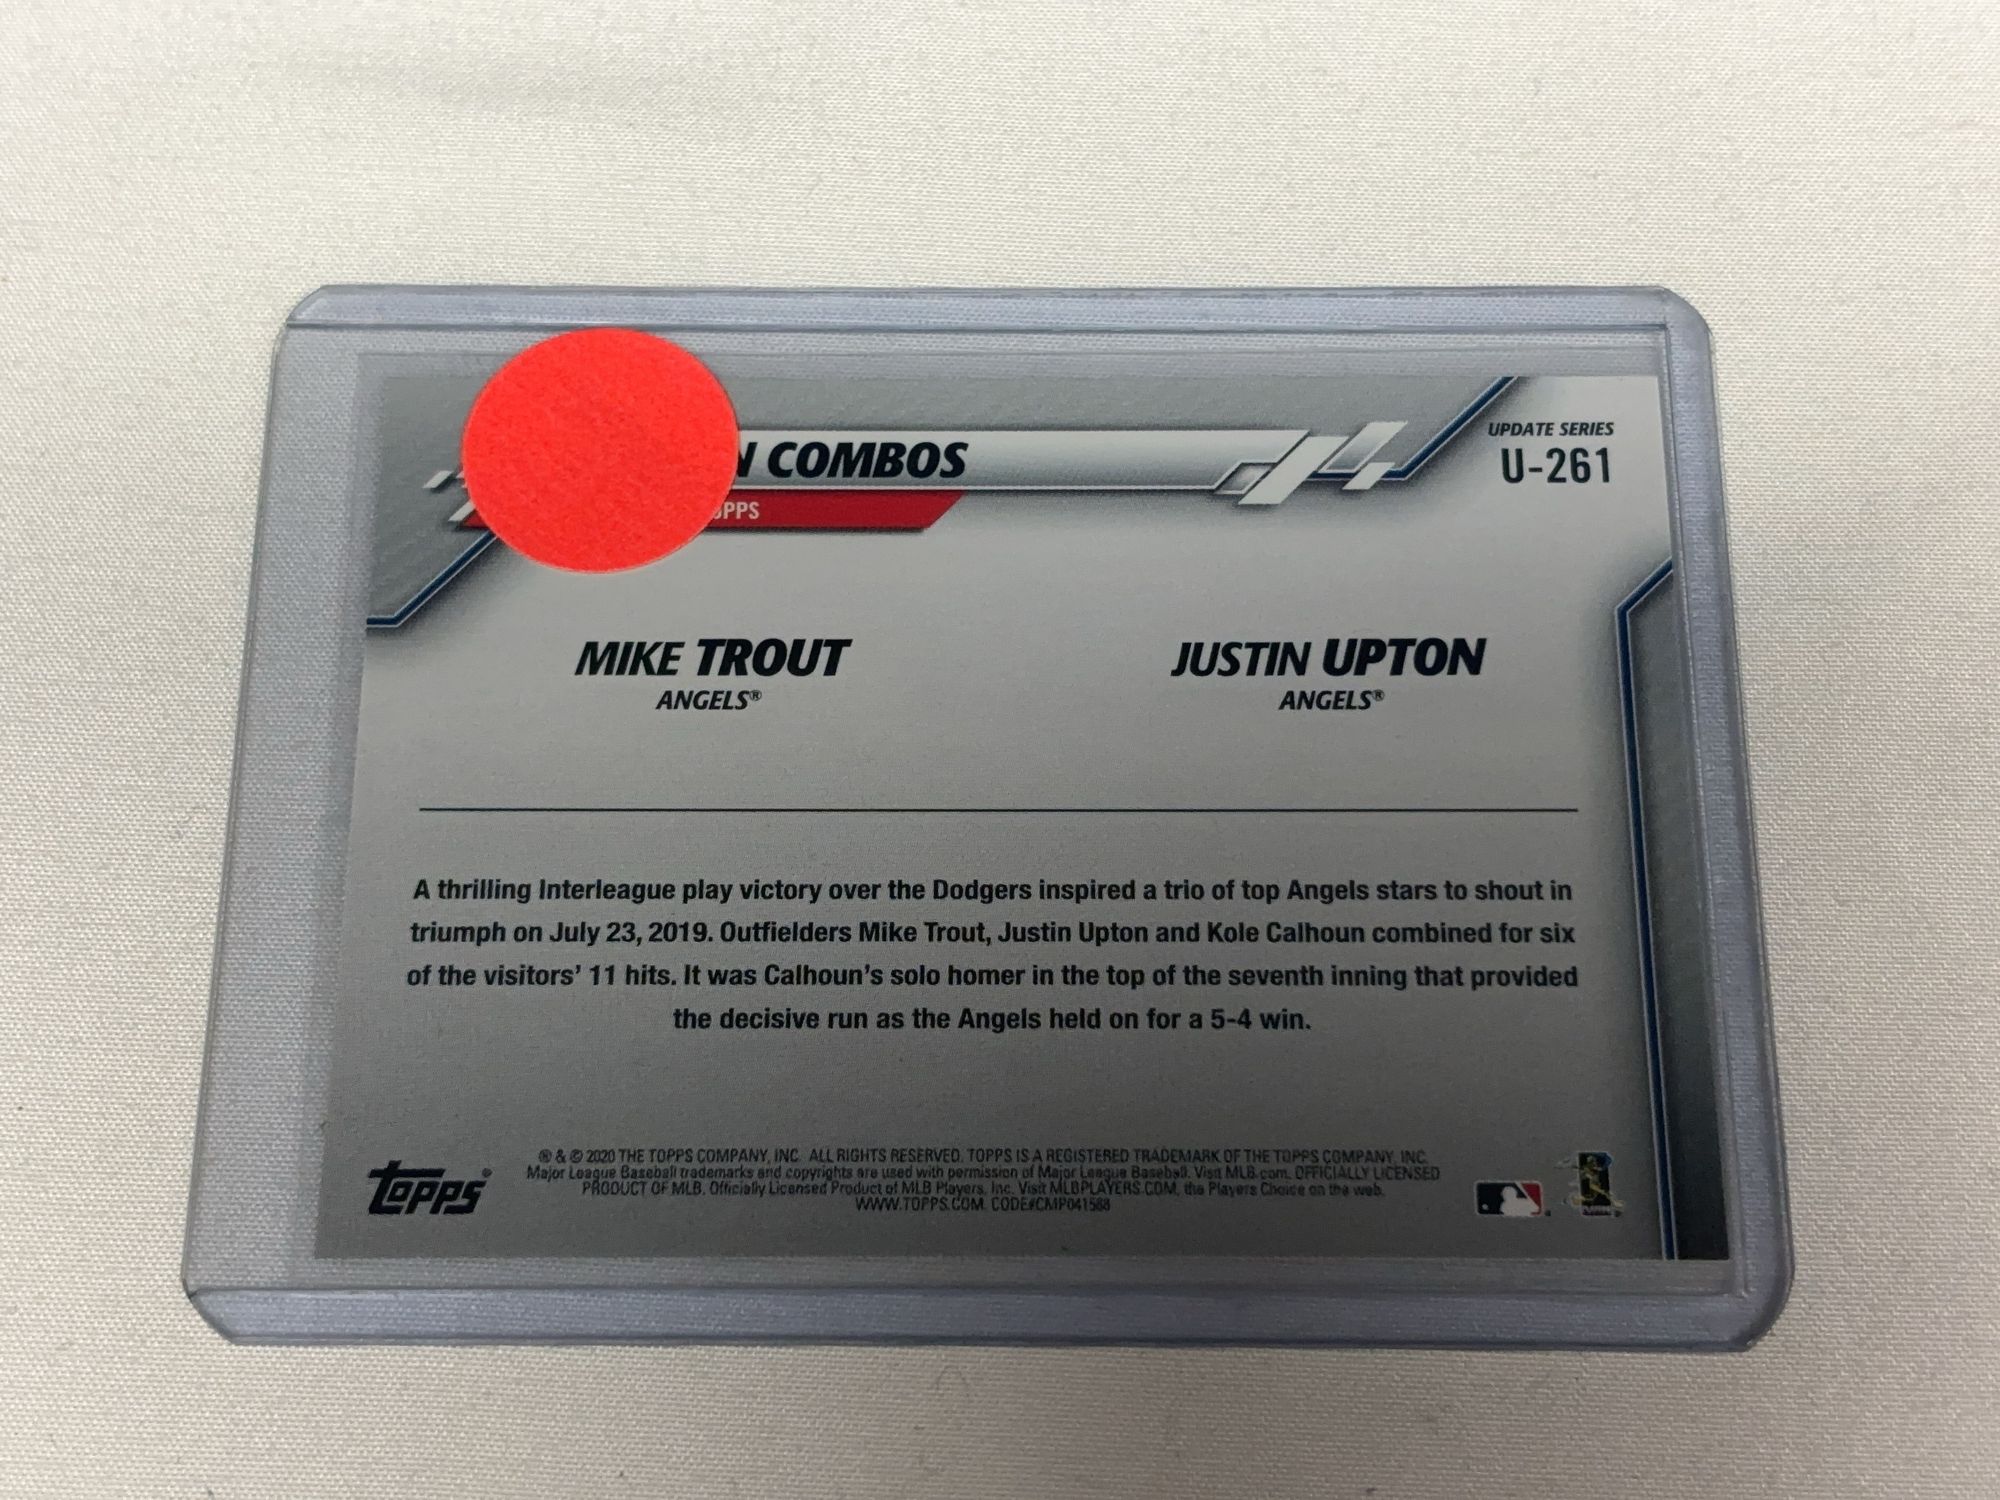 N COMBOS
OPPS
UPDATE SERIES
U-261
MIKE TROUT
ANGELS®
JUSTIN UPTON
ANGELS®
A thrilling Interleague play victory over the Dodgers inspired a trio of top Angels stars to shout in
triumph on July 23, 2019. Outfielders Mike Trout, Justin Upton and Kole Calhoun combined for six
of the visitors' 11 hits. It was Calhoun's solo homer in the top of the seventh inning that provided
the decisive run as the Angels held on for a 5-4 win.
® & © 2020 THE TOPPS COMPANY, INC. ALL RIGHTS RESERVED. TOPPS IS A REGISTERED TRADEMARK OF THE TOPPS COMPANY, INC.
Major League Baseball trademarks and copyrights are used with permission of Major League Baseball. Visit MLB.com. OFFICIALLY LICENSED
PRODUCT OF MLB. Officially Licensed Product of MLB Players, Inc. Visit MLBPLAYERS.COM, the Players Choice on the web.
WWW.TOPPS.COM. CODE#CMP041568
Topps®